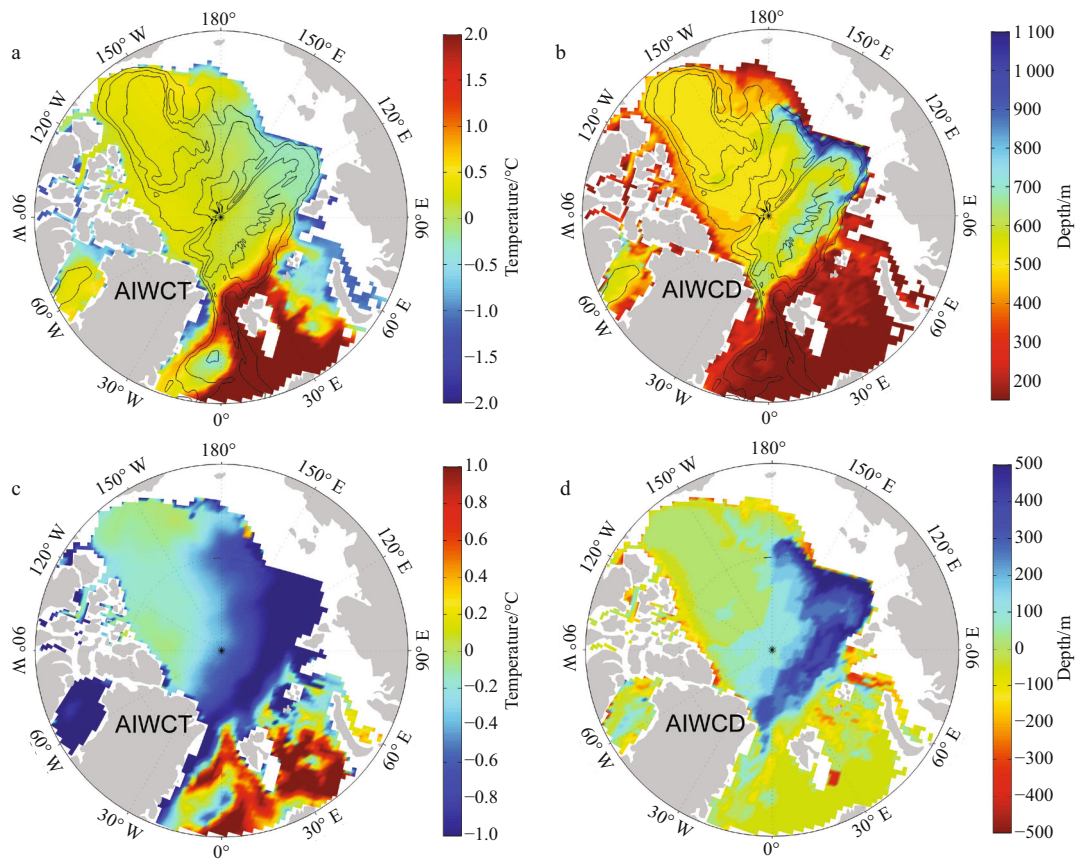 a
180°
150° W
150° E
120° W
120° E
90° W
90° E
60° W
60° E
30° W
30° E
0°
AIWCT
2.0
1.5
1.0
0.5
0
−0.5
−1.0
−1.5
−2.0
Temperature/°C
b
180°
150° W
150° E
120° W
120° E
90° W
90° E
60° W
60° E
30° W
30° E
0°
AIWCD
1 100
1 000
900
800
700
600
500
400
300
200
Depth/m
c
180°
150° W
150° E
120° W
120° E
90° W
90° E
60° W
60° E
30° W
30° E
0°
AIWCT
1.0
0.8
0.6
0.4
0.2
0
−0.2
−0.4
−0.6
−0.8
−1.0
Temperature/°C
d
180°
150° W
150° E
120° W
120° E
90° W
90° E
60° W
60° E
30° W
30° E
0°
AIWCD
500
400
300
200
100
0
−100
−200
−300
−400
−500
Depth/m